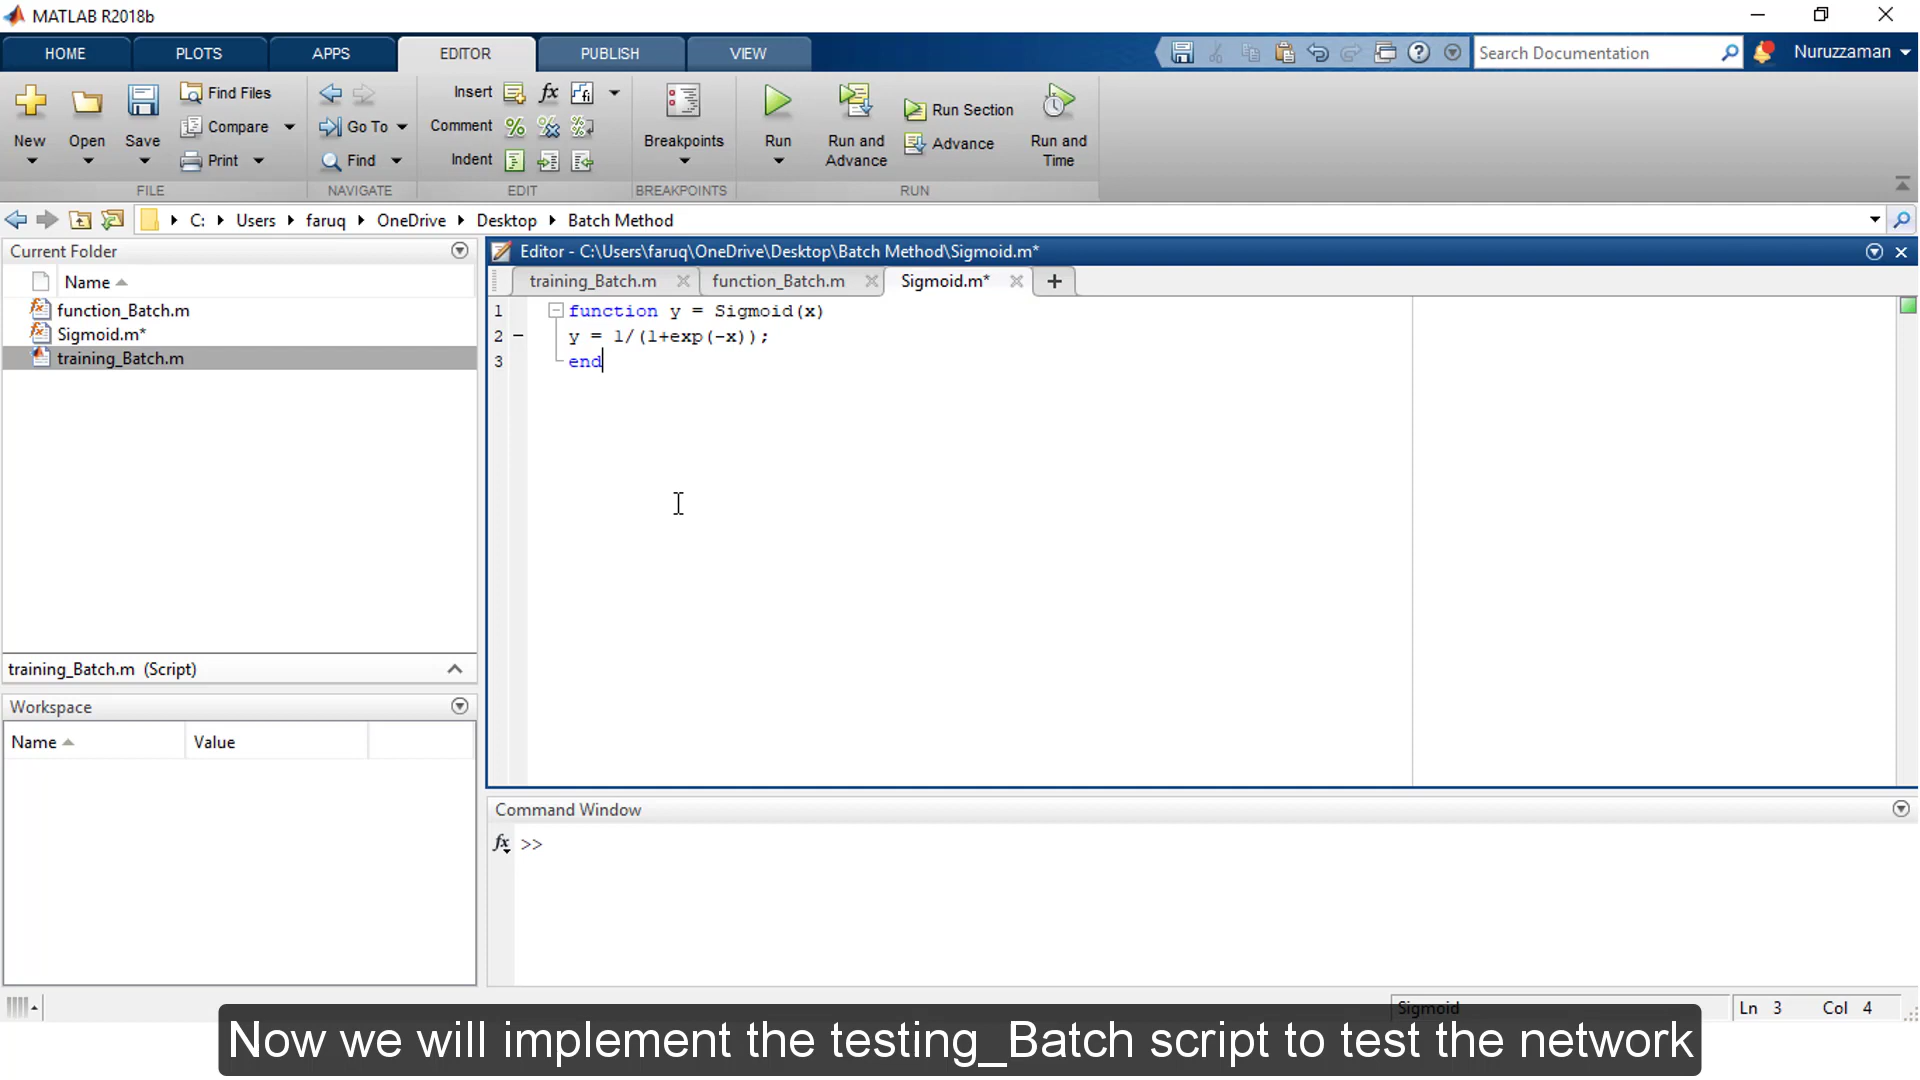 MATLAB R2018b
HOME PLOTS APPS EDITOR PUBLISH VIEW
Search Documentation Nuruzzaman
New Open Save Find Files Compare Print
Go To Find
Insert fx fi
Comment
Indent
Breakpoints Run Run and Advance Run Section Advance Run and Time
FILE NAVIGATE EDIT BREAKPOINTS RUN
C: Users faruq OneDrive Desktop Batch Method
Current Folder
Name
function_Batch.m
Sigmoid.m*
training_Batch.m
training_Batch.m (Script)
Workspace
Name Value
Editor - C:\Users\faruq\OneDrive\Desktop\Batch Method\Sigmoid.m*
training_Batch.m function_Batch.m Sigmoid.m*
1 function y = Sigmoid(x)
2 y = 1/(1+exp(-x));
3 end
Command Window
fx >>
Sigmoid Ln 3 Col 4
Now we will implement the testing_Batch script to test the network